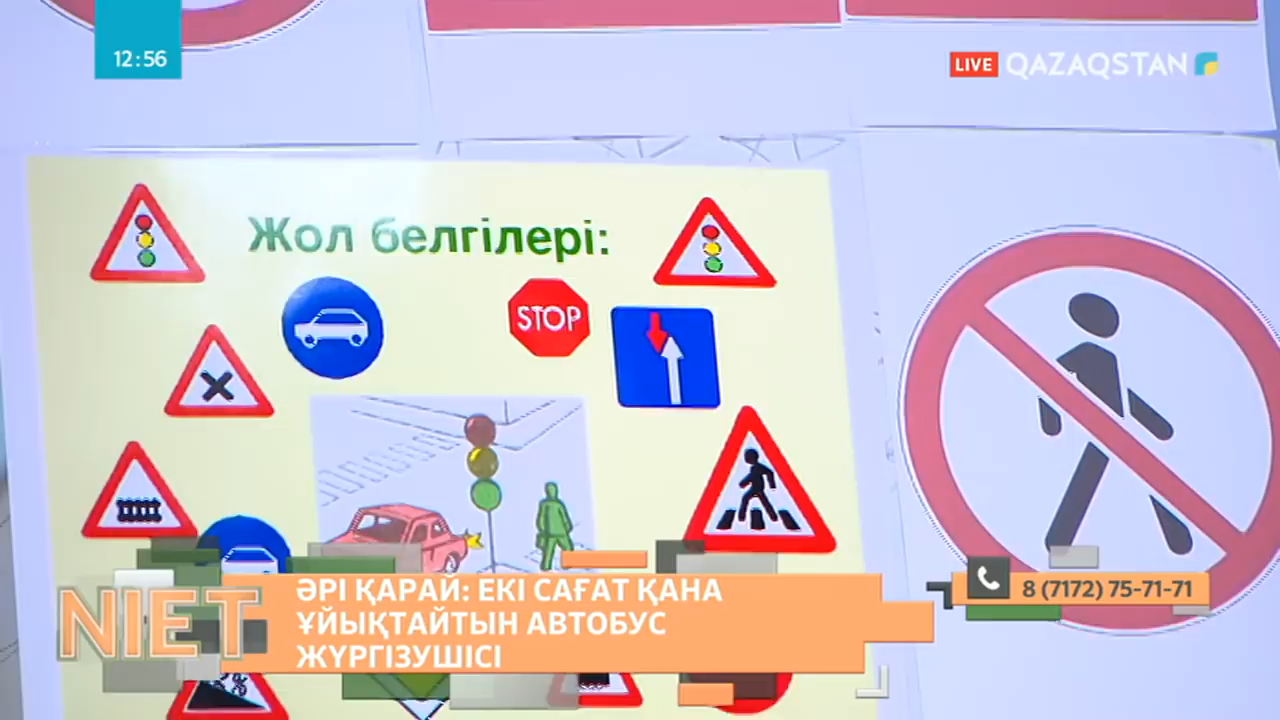 12:56
LIVE QAZAQSTAN
Жол белгілері:
STOP
NIET
ӘРІ ҚАРАЙ: ЕКІ САҒАТ ҚАНА
ҰЙЫҚТАЙТЫН АВТОБУС
ЖҮРГІЗУШІСІ
8 (7172) 75-71-71